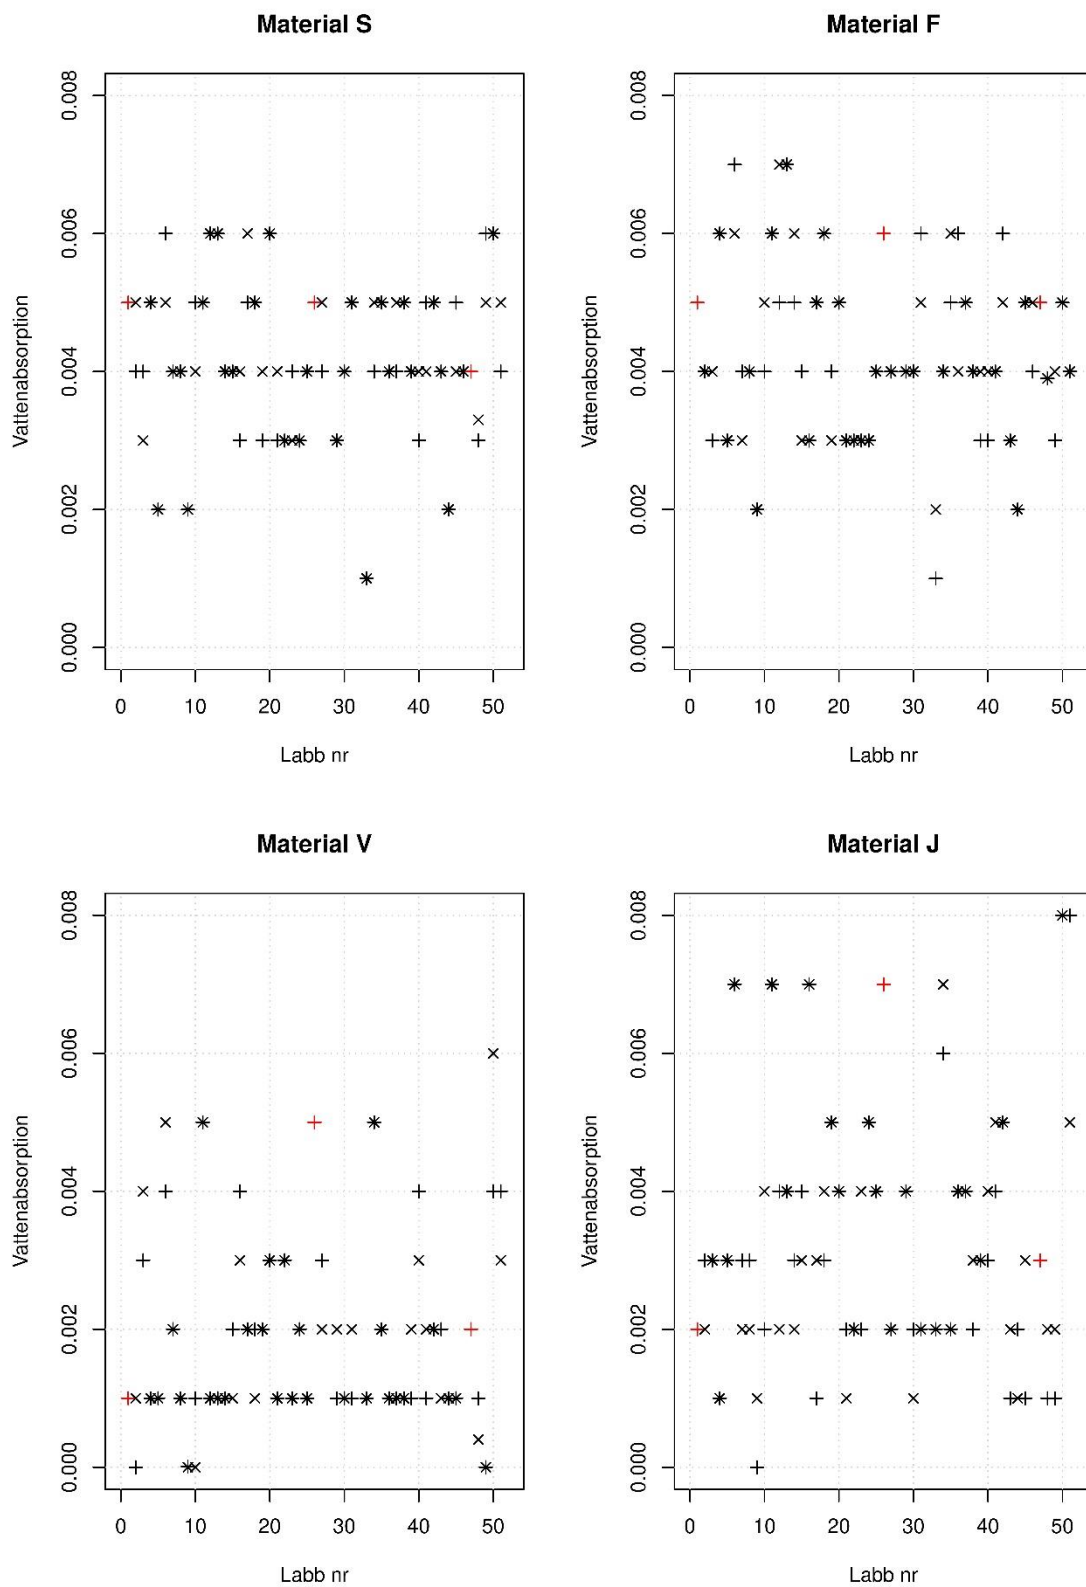 Material S
Vattenabsorption
0.008
0.006
0.004
0.002
0.000
0 10 20 30 40 50
Labb nr
Material F
Vattenabsorption
0.008
0.006
0.004
0.002
0.000
0 10 20 30 40 50
Labb nr
Material V
Vattenabsorption
0.008
0.006
0.004
0.002
0.000
0 10 20 30 40 50
Labb nr
Material J
Vattenabsorption
0.008
0.006
0.004
0.002
0.000
0 10 20 30 40 50
Labb nr